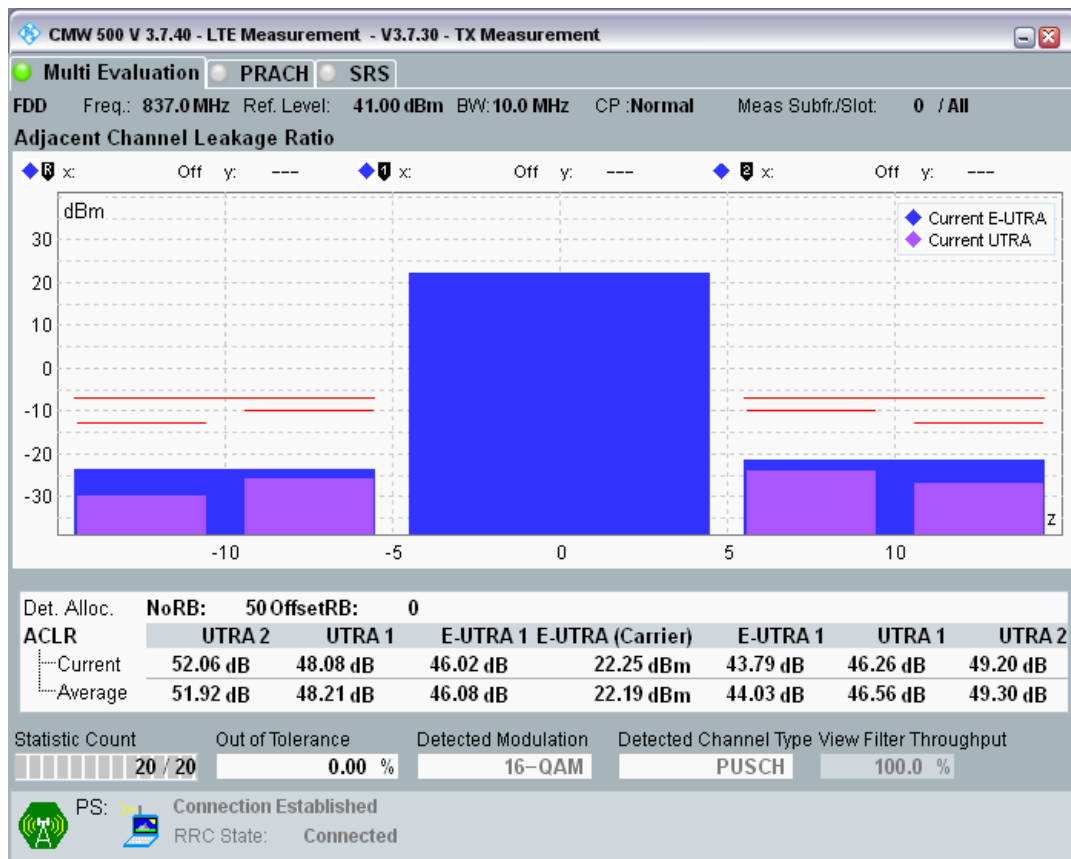 CMW 500 V 3.7.40 - LTE Measurement - V3.7.30 - TX Measurement
Multi Evaluation PRACH SRS
FDD Freq.: 837.0 MHz Ref. Level: 41.00 dBm BW: 10.0 MHz CP :Normal Meas Subfr./Slot: 0 / All
Adjacent Channel Leakage Ratio
R x: Off y: --- 1 x: Off y: --- 2 x: Off y: ---
dBm
Current E-UTRA
Current UTRA
30
20
10
0
-10
-20
-30
z
-10 -5 0 5 10
Det. Alloc. NoRB: 50 OffsetRB: 0
ACLR UTRA 2 UTRA 1 E-UTRA 1 E-UTRA (Carrier) E-UTRA 1 UTRA 1 UTRA 2
Current 52.06 dB 48.08 dB 46.02 dB 22.25 dBm 43.79 dB 46.26 dB 49.20 dB
Average 51.92 dB 48.21 dB 46.08 dB 22.19 dBm 44.03 dB 46.56 dB 49.30 dB
Statistic Count Out of Tolerance Detected Modulation Detected Channel Type View Filter Throughput
20 / 20 0.00 % 16-QAM PUSCH 100.0 %
PS: Connection Established
RRC State: Connected